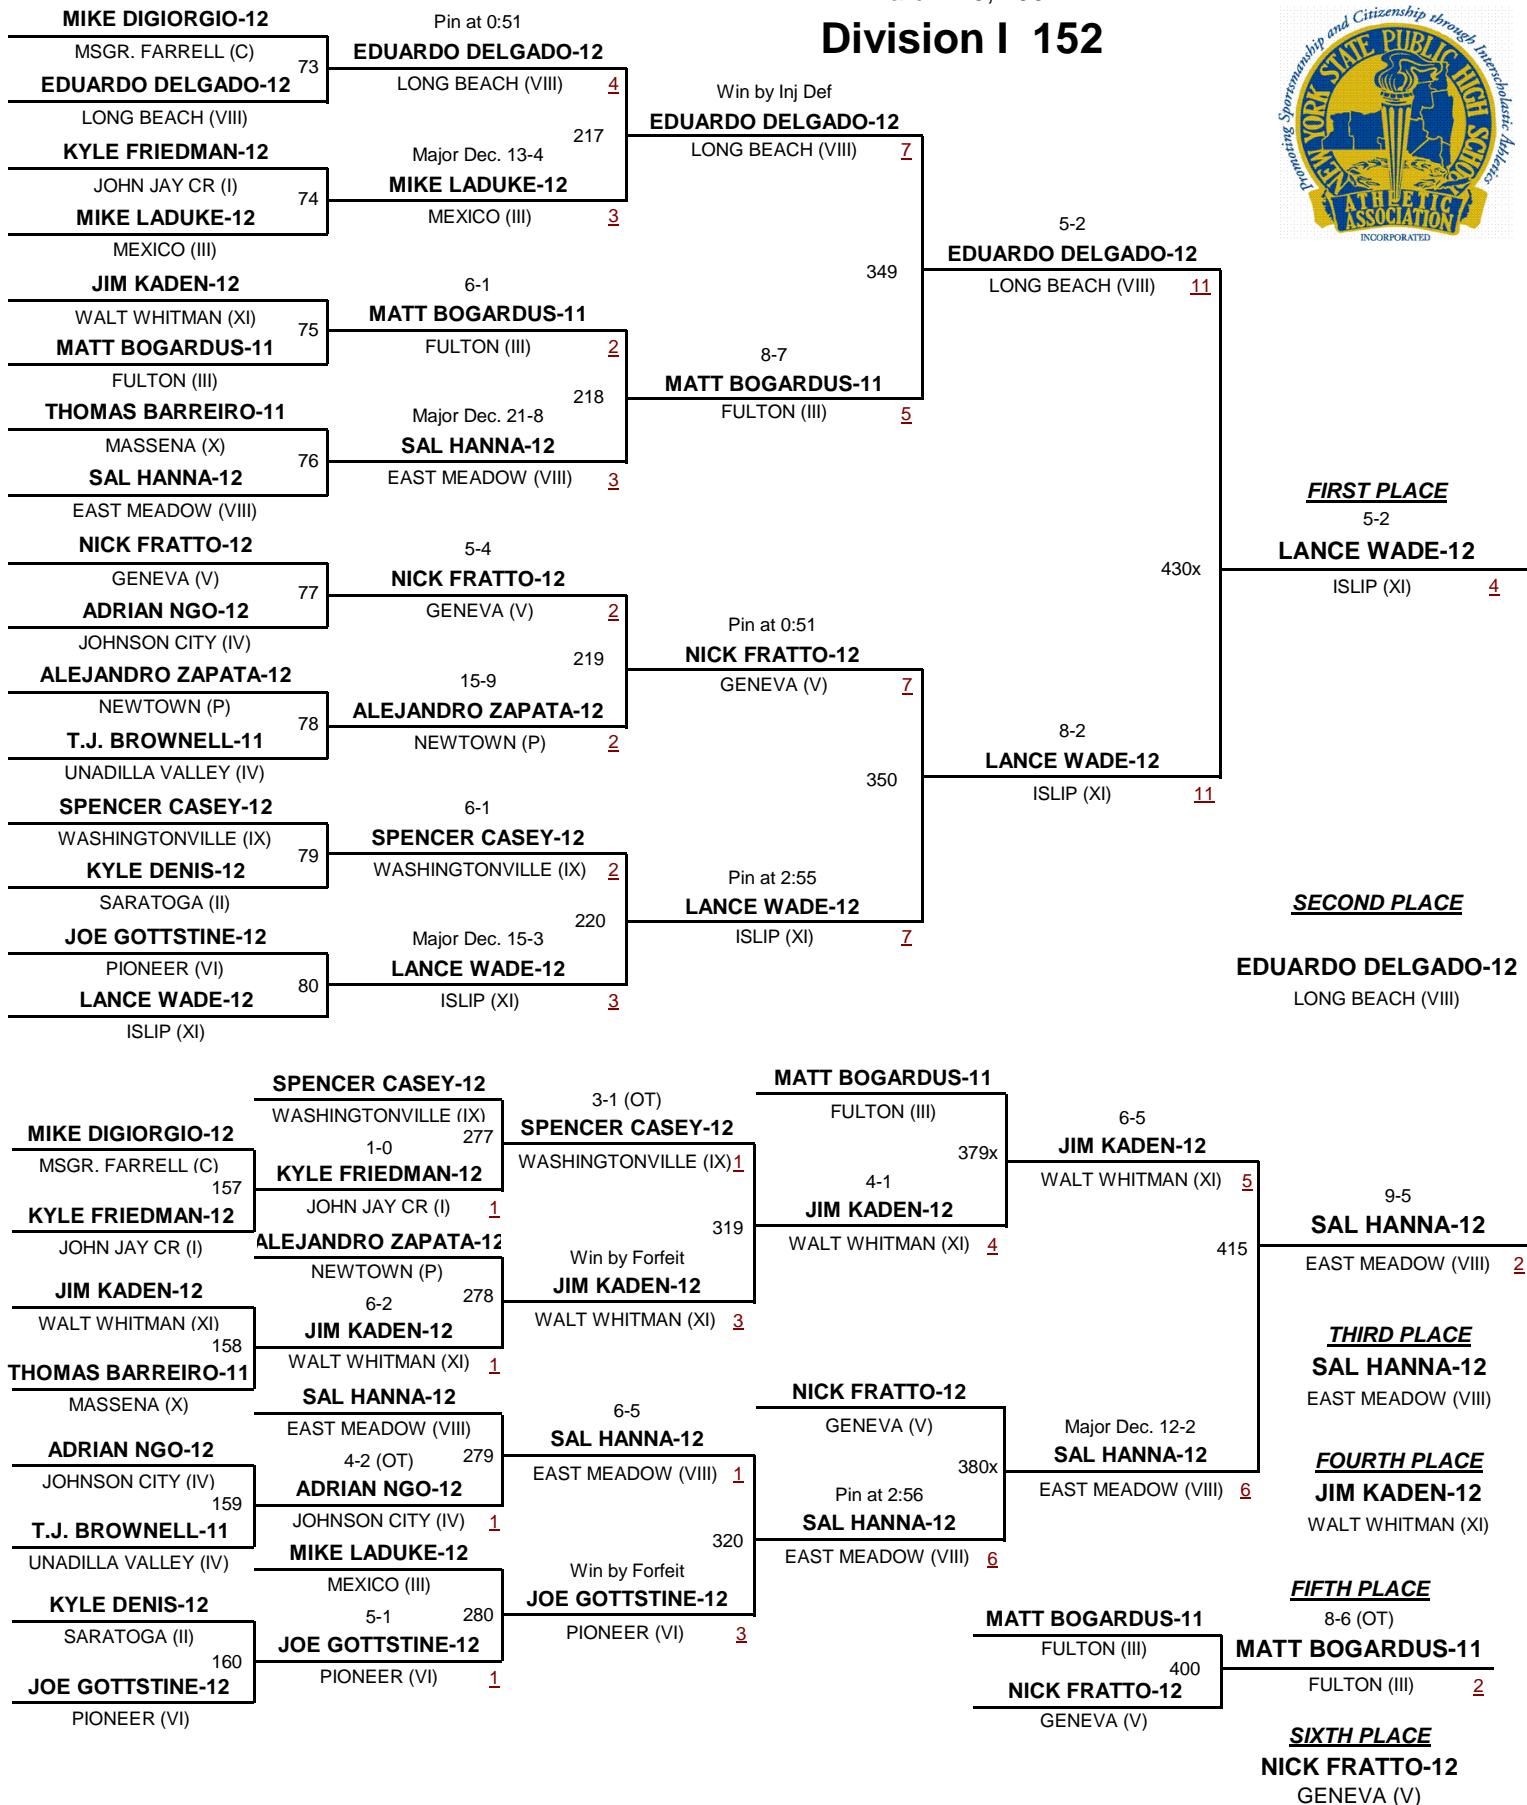 Division I 152
Promoting Sportsmanship and Citizenship through Interscholastic Athletics
NEW YORK STATE PUBLIC HIGH SCHOOL
ATHLETIC
ASSOCIATION
INCORPORATED
MIKE DIGIORGIO-12
MSGR. FARRELL (C)
73
EDUARDO DELGADO-12
LONG BEACH (VIII)
KYLE FRIEDMAN-12
JOHN JAY CR (I)
74
MIKE LADUKE-12
MEXICO (III)
JIM KADEN-12
WALT WHITMAN (XI)
75
MATT BOGARDUS-11
FULTON (III)
THOMAS BARREIRO-11
MASSENA (X)
76
SAL HANNA-12
EAST MEADOW (VIII)
NICK FRATTO-12
GENEVA (V)
77
ADRIAN NGO-12
JOHNSON CITY (IV)
ALEJANDRO ZAPATA-12
NEWTOWN (P)
78
T.J. BROWNELL-11
UNADILLA VALLEY (IV)
SPENCER CASEY-12
WASHINGTONVILLE (IX)
79
KYLE DENIS-12
SARATOGA (II)
JOE GOTTSTINE-12
PIONEER (VI)
80
LANCE WADE-12
ISLIP (XI)
Pin at 0:51
EDUARDO DELGADO-12
LONG BEACH (VIII) 4
217
Major Dec. 13-4
MIKE LADUKE-12
MEXICO (III) 3
6-1
MATT BOGARDUS-11
FULTON (III) 2
218
Major Dec. 21-8
SAL HANNA-12
EAST MEADOW (VIII) 3
5-4
NICK FRATTO-12
GENEVA (V) 2
219
15-9
ALEJANDRO ZAPATA-12
NEWTOWN (P) 2
6-1
SPENCER CASEY-12
WASHINGTONVILLE (IX) 2
220
Major Dec. 15-3
LANCE WADE-12
ISLIP (XI) 3
Win by Inj Def
EDUARDO DELGADO-12
LONG BEACH (VIII) 7
349
8-7
MATT BOGARDUS-11
FULTON (III) 5
Pin at 0:51
NICK FRATTO-12
GENEVA (V) 7
350
Pin at 2:55
LANCE WADE-12
ISLIP (XI) 7
5-2
EDUARDO DELGADO-12
LONG BEACH (VIII) 11
430x
8-2
LANCE WADE-12
ISLIP (XI) 11
FIRST PLACE
5-2
LANCE WADE-12
ISLIP (XI) 4
SECOND PLACE
EDUARDO DELGADO-12
LONG BEACH (VIII)
MIKE DIGIORGIO-12
MSGR. FARRELL (C)
157
KYLE FRIEDMAN-12
JOHN JAY CR (I)
JIM KADEN-12
WALT WHITMAN (XI)
158
THOMAS BARREIRO-11
MASSENA (X)
ADRIAN NGO-12
JOHNSON CITY (IV)
159
T.J. BROWNELL-11
UNADILLA VALLEY (IV)
KYLE DENIS-12
SARATOGA (II)
160
JOE GOTTSTINE-12
PIONEER (VI)
SPENCER CASEY-12
WASHINGTONVILLE (IX)
1-0 277
KYLE FRIEDMAN-12
JOHN JAY CR (I) 1
ALEJANDRO ZAPATA-12
NEWTOWN (P)
6-2 278
JIM KADEN-12
WALT WHITMAN (XI) 1
SAL HANNA-12
EAST MEADOW (VIII)
4-2 (OT) 279
ADRIAN NGO-12
JOHNSON CITY (IV) 1
MIKE LADUKE-12
MEXICO (III)
5-1 280
JOE GOTTSTINE-12
PIONEER (VI) 1
3-1 (OT)
SPENCER CASEY-12
WASHINGTONVILLE (IX) 1
319
Win by Forfeit
JIM KADEN-12
WALT WHITMAN (XI) 3
6-5
SAL HANNA-12
EAST MEADOW (VIII) 1
320
Win by Forfeit
JOE GOTTSTINE-12
PIONEER (VI) 3
MATT BOGARDUS-11
FULTON (III)
379x
4-1
JIM KADEN-12
WALT WHITMAN (XI) 4
NICK FRATTO-12
GENEVA (V)
380x
Pin at 2:56
SAL HANNA-12
EAST MEADOW (VIII) 6
6-5
JIM KADEN-12
WALT WHITMAN (XI) 5
415
Major Dec. 12-2
SAL HANNA-12
EAST MEADOW (VIII) 6
9-5
SAL HANNA-12
EAST MEADOW (VIII) 2
THIRD PLACE
SAL HANNA-12
EAST MEADOW (VIII)
FOURTH PLACE
JIM KADEN-12
WALT WHITMAN (XI)
MATT BOGARDUS-11
FULTON (III)
400
NICK FRATTO-12
GENEVA (V)
FIFTH PLACE
8-6 (OT)
MATT BOGARDUS-11
FULTON (III) 2
SIXTH PLACE
NICK FRATTO-12
GENEVA (V)